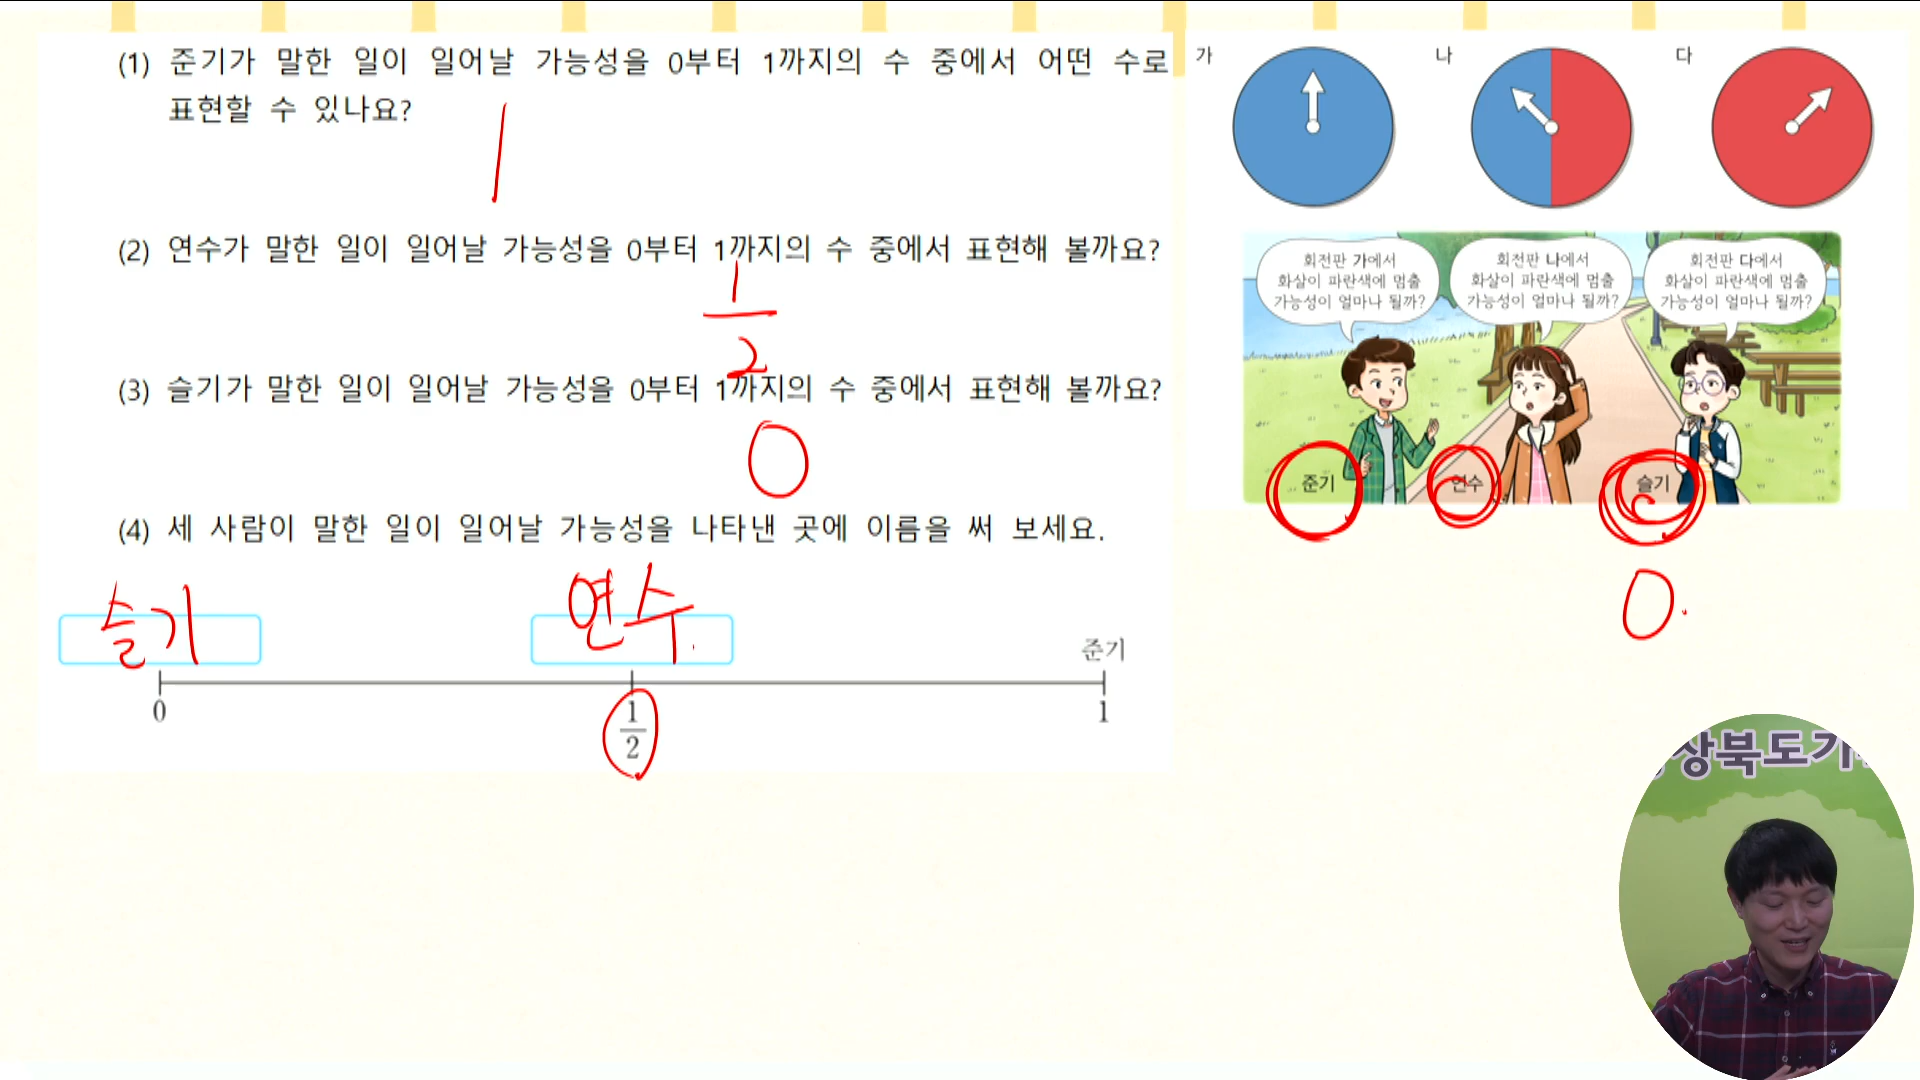 (1) 준기가 말한 일이 일어날 가능성을 0부터 1까지의 수 중에서 어떤 수로
표현할 수 있나요?
1
(2) 연수가 말한 일이 일어날 가능성을 0부터 1까지의 수 중에서 표현해 볼까요?
1
2
(3) 슬기가 말한 일이 일어날 가능성을 0부터 1까지의 수 중에서 표현해 볼까요?
0
(4) 세 사람이 말한 일이 일어날 가능성을 나타낸 곳에 이름을 써 보세요.
슬기 연수 준기
0 1/2 1
가 나 다
회전판 가에서
화살이 파란색에 멈출
가능성이 얼마나 될까?
회전판 나에서
화살이 파란색에 멈출
가능성이 얼마나 될까?
회전판 다에서
화살이 파란색에 멈출
가능성이 얼마나 될까?
준기 연수 슬기
0.
상북도